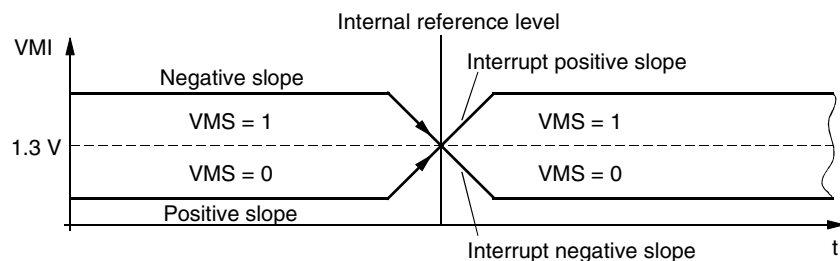 Internal reference level
VMI
Negative slope
Interrupt positive slope
VMS = 1
VMS = 1
1.3 V
VMS = 0
VMS = 0
Positive slope
Interrupt negative slope
t